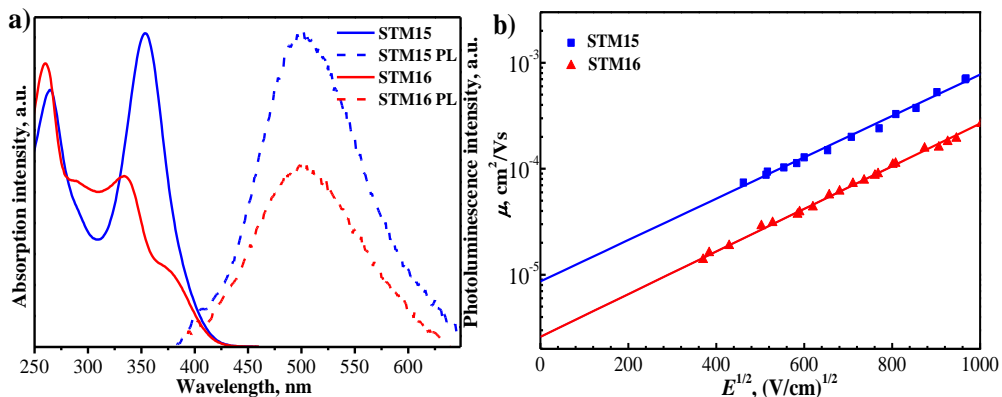 a)
Absorption intensity, a.u.
STM15
STM15 PL
STM16
STM16 PL
Photoluminescence intensity, a.u.
250 300 350 400 450 500 550 600
Wavelength, nm
b)
STM15
STM16
μ, cm²/Vs
10⁻³
10⁻⁴
10⁻⁵
0 200 400 600 800 1000
E^{1/2}, (V/cm)^{1/2}